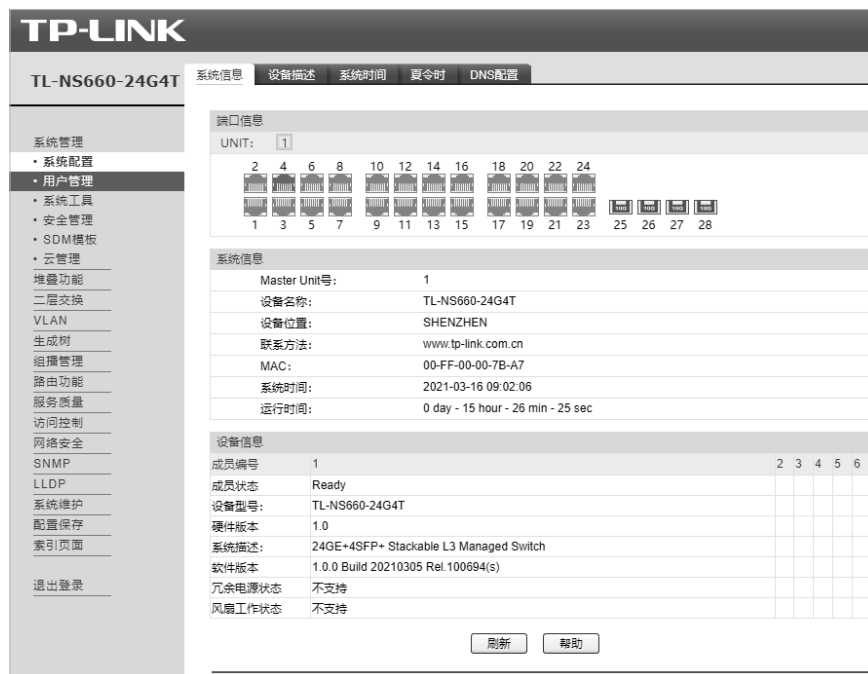 TP-LINK
TL-NS660-24G4T
系统信息 设备描述 系统时间 夏令时 DNS配置
系统管理
• 系统配置
• 用户管理
• 系统工具
• 安全管理
• SDM模板
• 云管理
堆叠功能
二层交换
VLAN
生成树
组播管理
路由功能
服务质量
访问控制
网络安全
SNMP
LLDP
系统维护
配置保存
索引页面
退出登录
端口信息
UNIT: 1
2 4 6 8 10 12 14 16 18 20 22 24
10G 10G 10G 10G
1 3 5 7 9 11 13 15 17 19 21 23 25 26 27 28
系统信息
Master Unit号: 1
设备名称: TL-NS660-24G4T
设备位置: SHENZHEN
联系方法: www.tp-link.com.cn
MAC: 00-FF-00-00-7B-A7
系统时间: 2021-03-16 09:02:06
运行时间: 0 day - 15 hour - 26 min - 25 sec
设备信息
成员编号 1 2 3 4 5 6
成员状态 Ready
设备型号: TL-NS660-24G4T
硬件版本 1.0
系统描述: 24GE+4SFP+ Stackable L3 Managed Switch
软件版本 1.0.0 Build 20210305 Rel.100694(s)
冗余电源状态 不支持
风扇工作状态 不支持
刷新 帮助